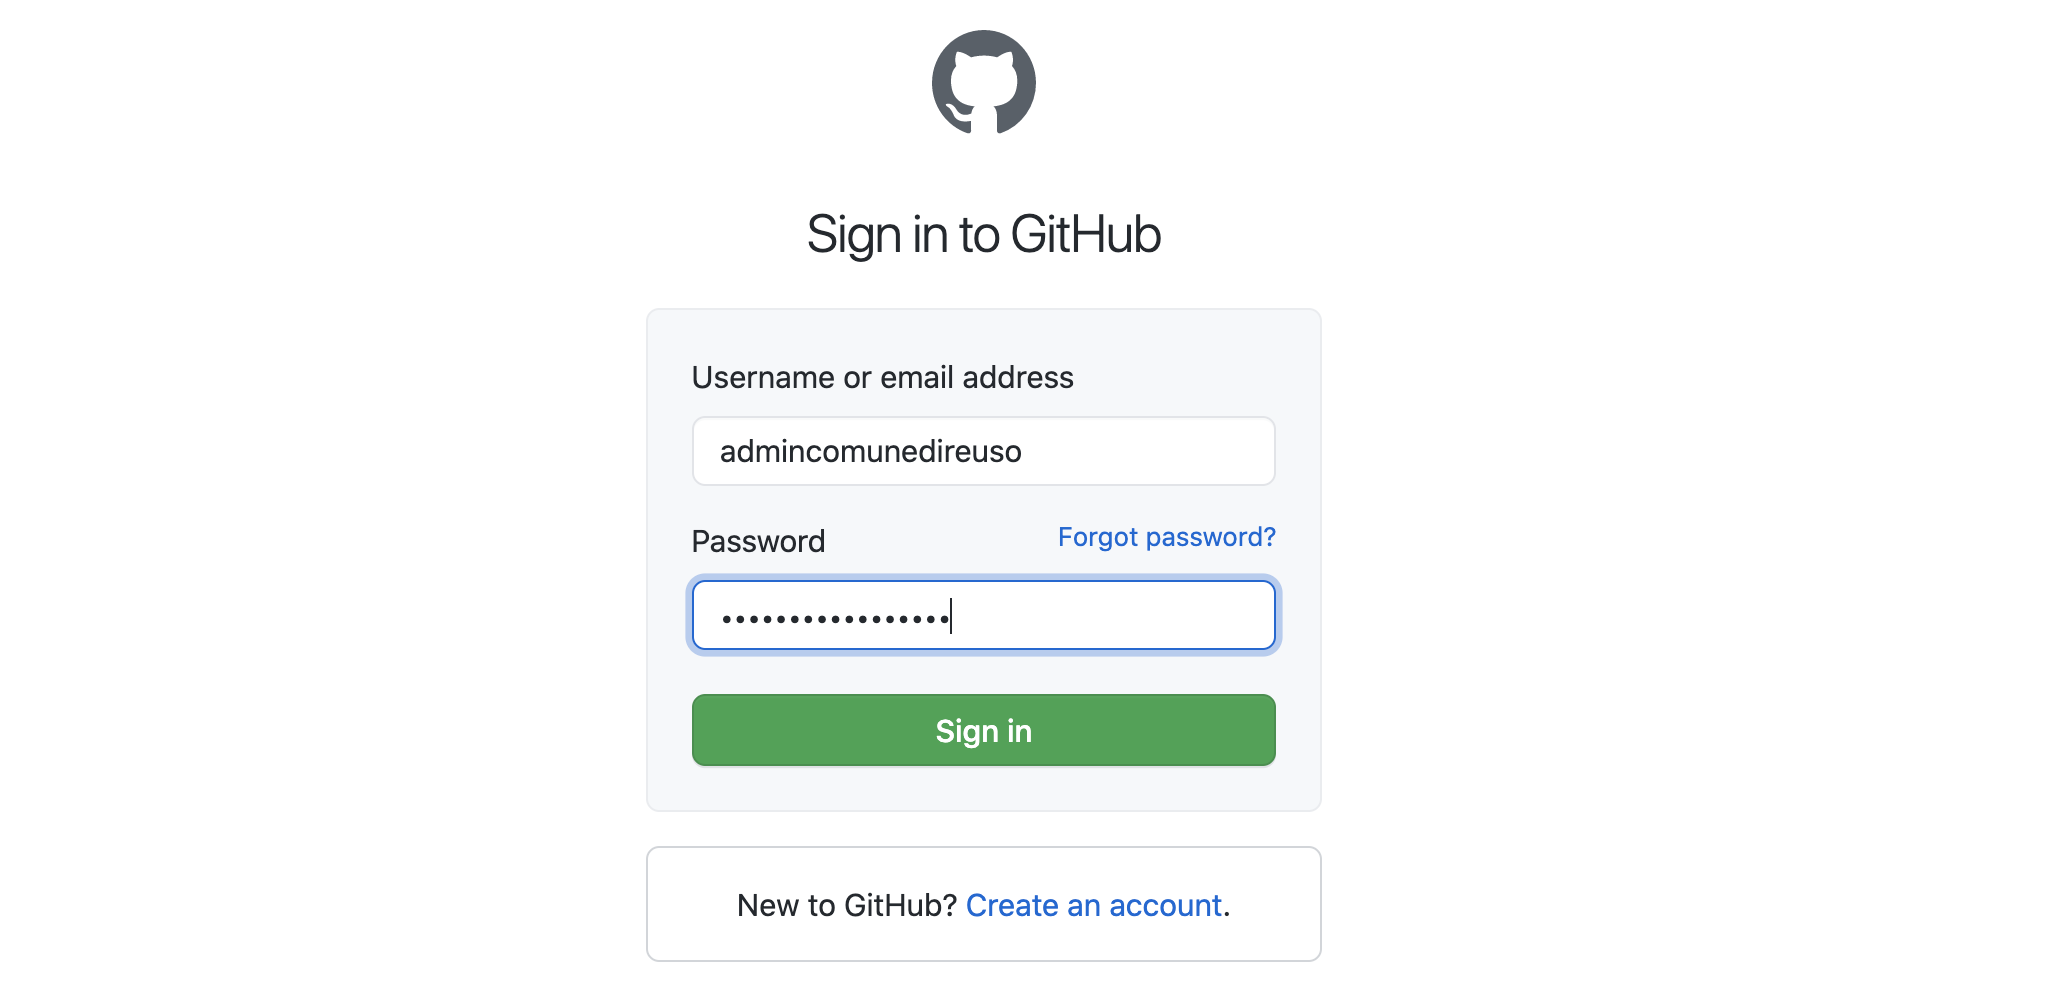 Sign in to GitHub
Username or email address
admincomunedireuso
Password Forgot password?
•••••••••••••••••
Sign in
New to GitHub? Create an account.